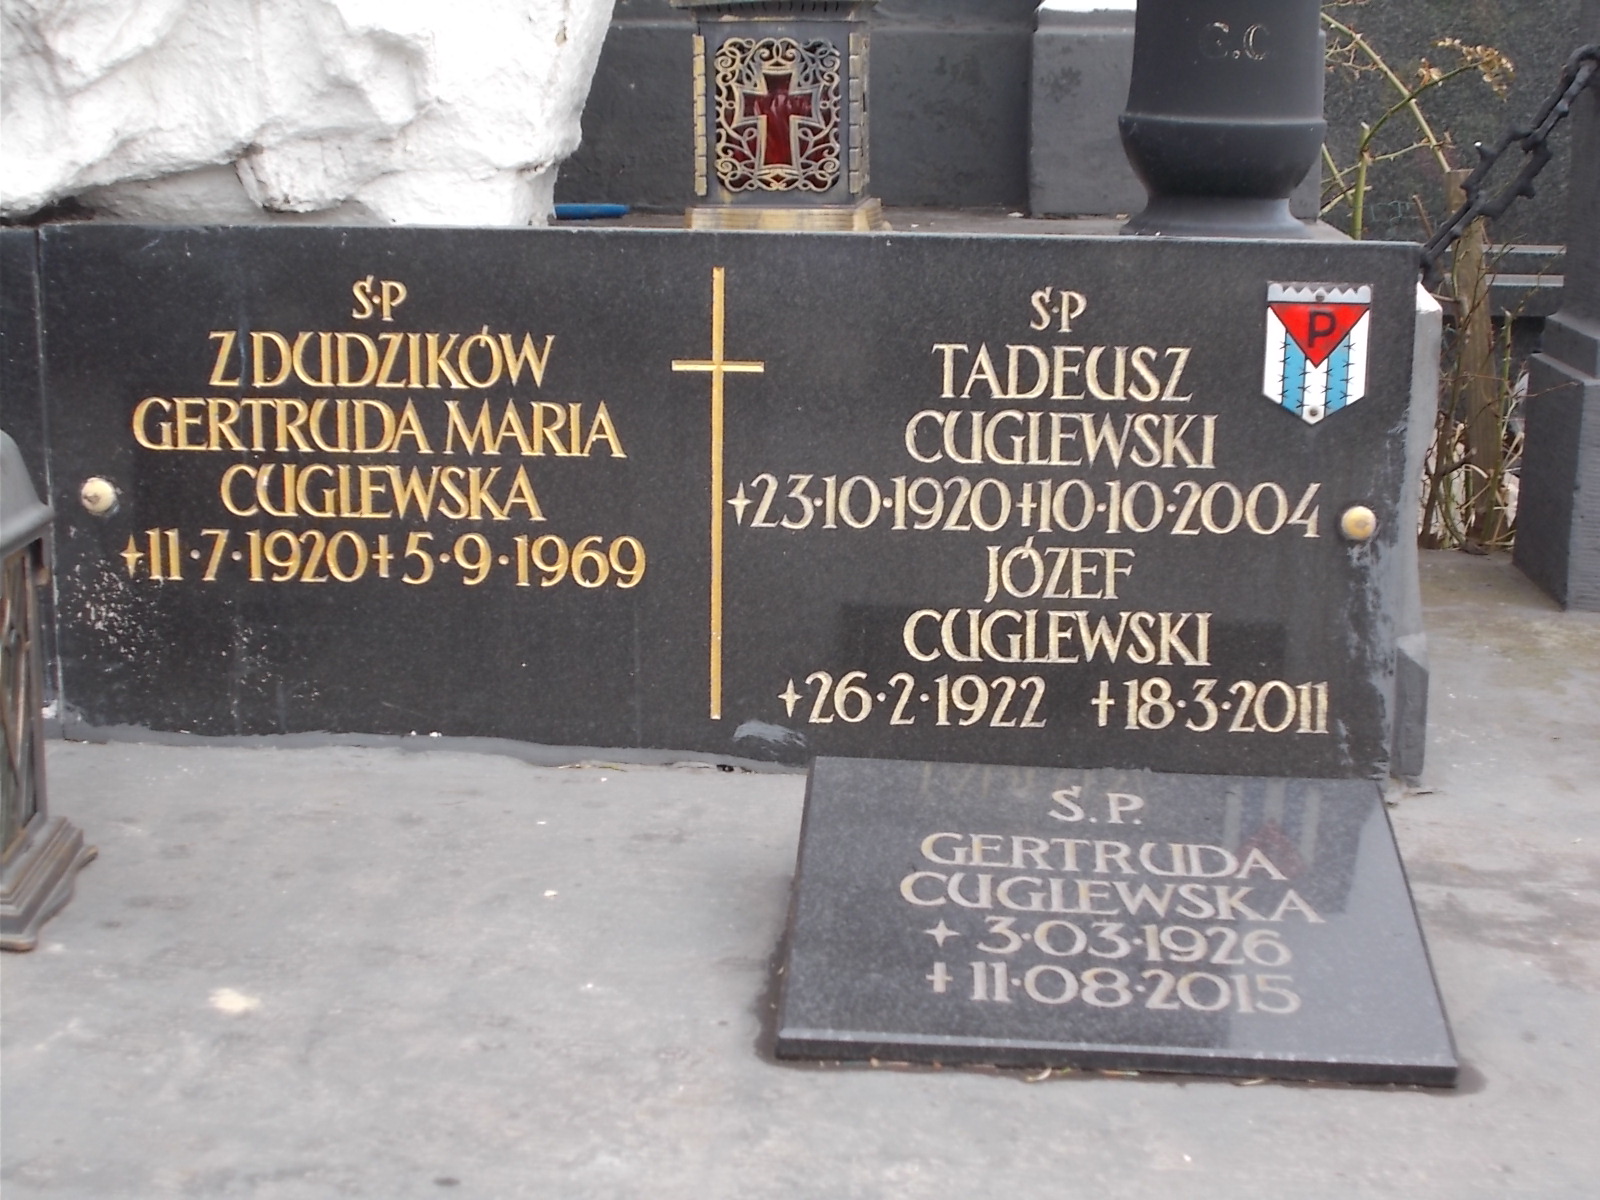 G.C
Ś·P
Z DUDZIKÓW
GERTRUDA MARIA
CUGLEWSKA
+11·7·1920+5·9·1969
Ś·P
TADEUSZ
CUGLEWSKI
+23·10·1920+10·10·2004
JÓZEF
CUGLEWSKI
+26·2·1922 +18·3·2011
P
Ś.P.
GERTRUDA
CUGLEWSKA
+ 3·03·1926
+ 11·08·2015